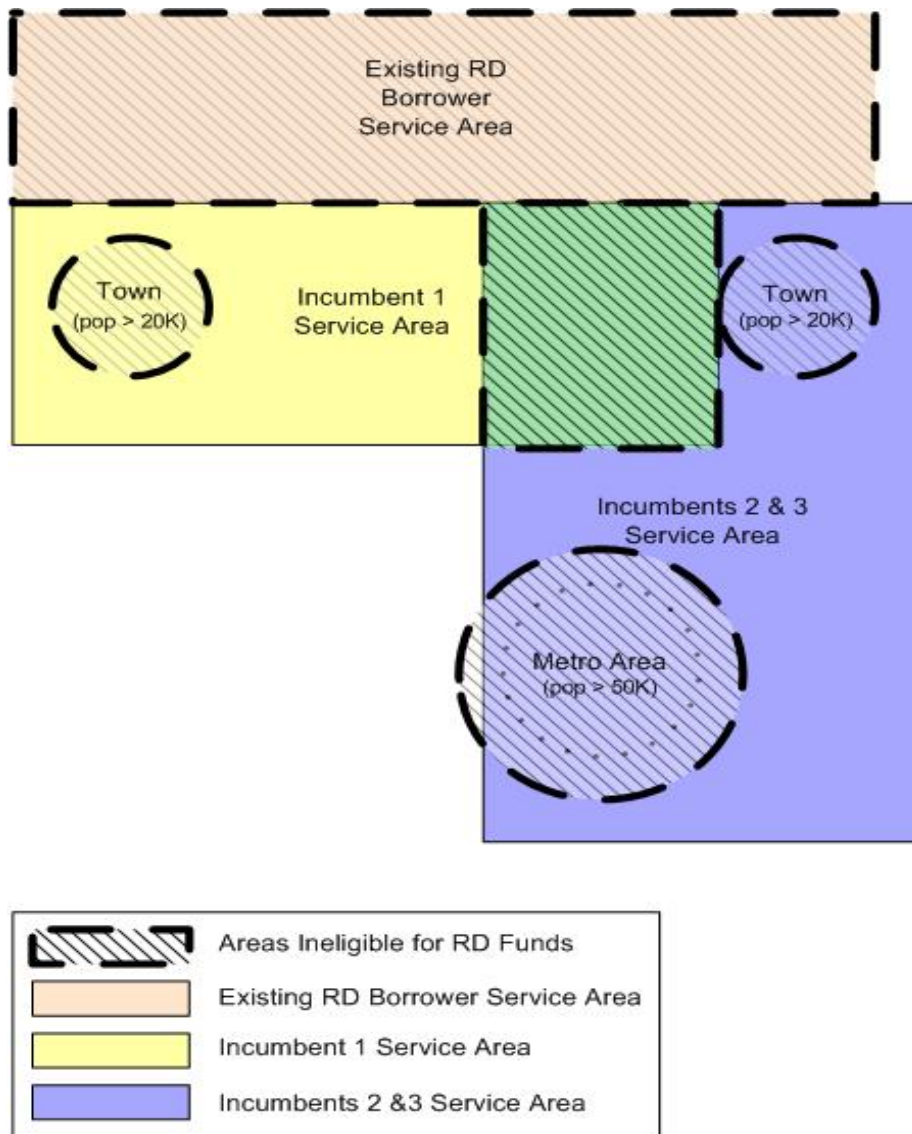 Existing RD
Borrower
Service Area
Town
(pop > 20K)
Incumbent 1
Service Area
Town
(pop > 20K)
Incumbents 2 & 3
Service Area
Metro Area
(pop > 50K)
Areas Ineligible for RD Funds
Existing RD Borrower Service Area
Incumbent 1 Service Area
Incumbents 2 &3 Service Area